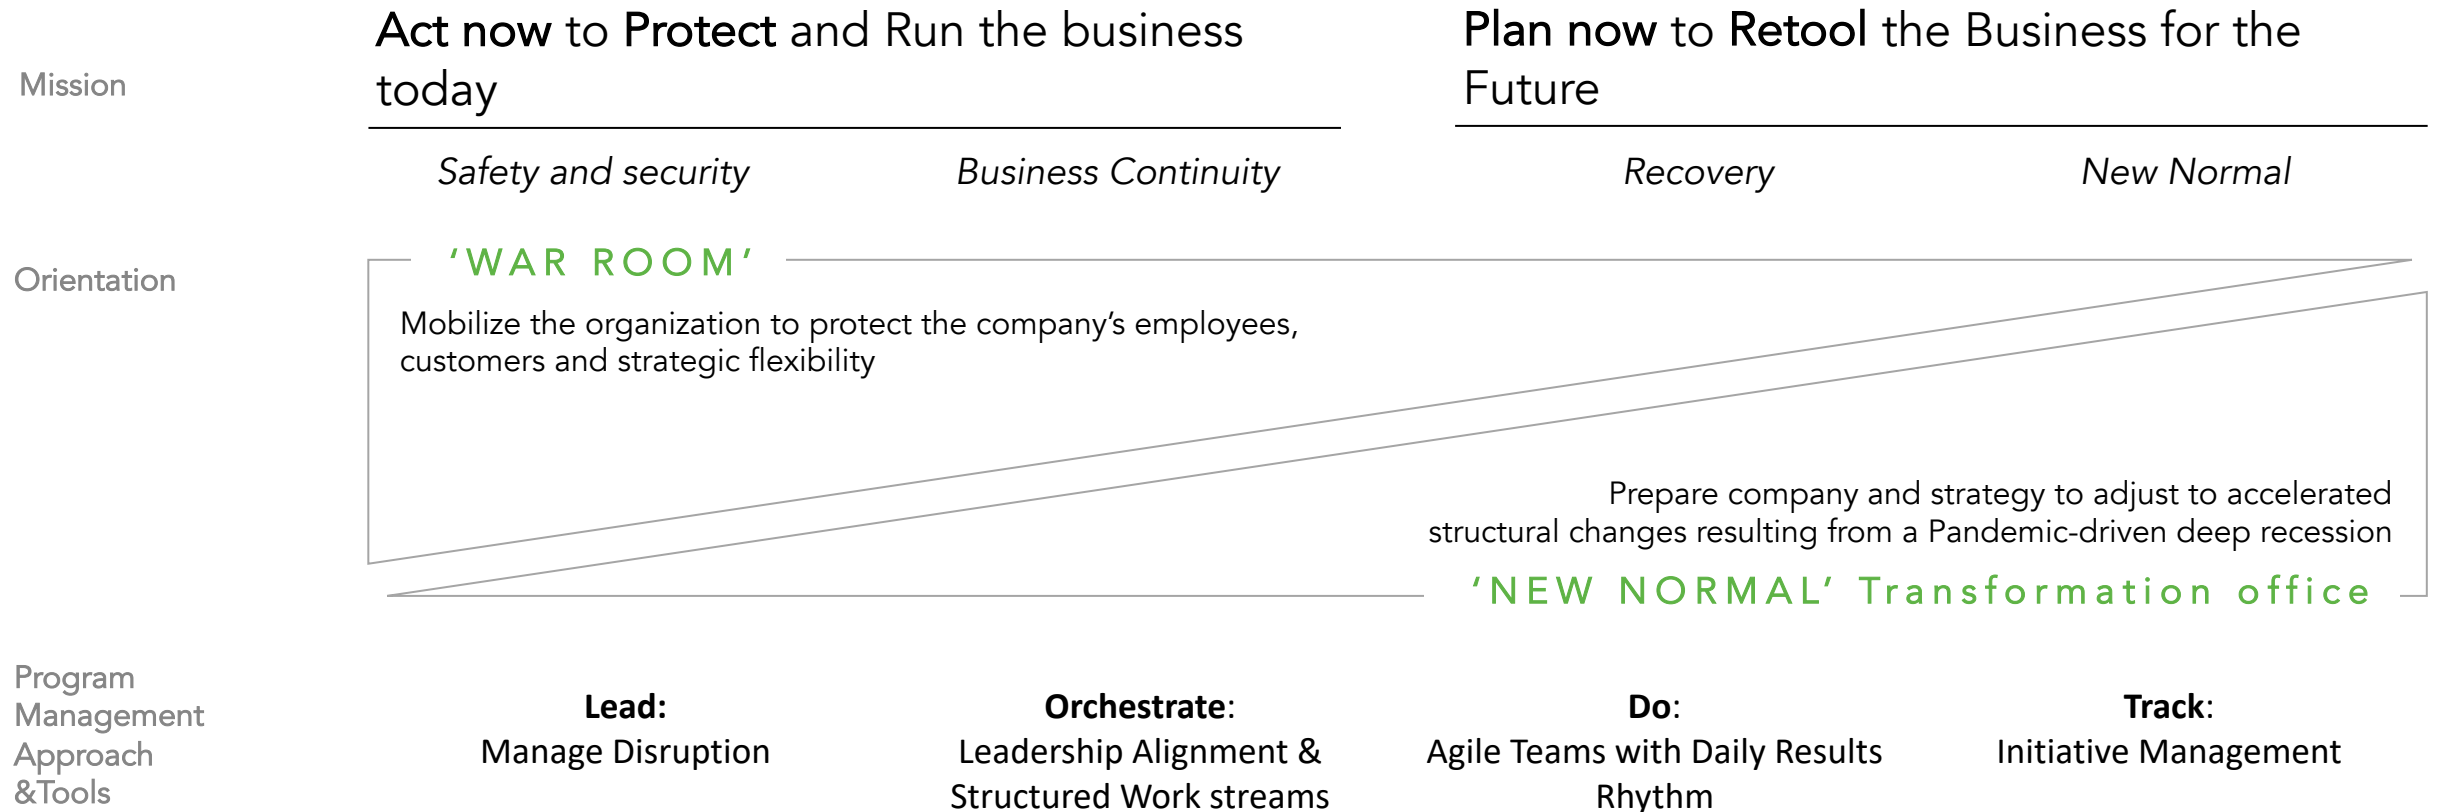 Act now to Protect and Run the business
today
Plan now to Retool the Business for the
Future
Mission
Safety and security
Business Continuity
Recovery
New Normal
Orientation
‘WAR ROOM’
Mobilize the organization to protect the company’s employees,
customers and strategic flexibility
Prepare company and strategy to adjust to accelerated
structural changes resulting from a Pandemic-driven deep recession
‘NEW NORMAL’ Transformation office
Program
Management
Approach
&Tools
Lead:
Manage Disruption
Orchestrate:
Leadership Alignment &
Structured Work streams
Do:
Agile Teams with Daily Results
Rhythm
Track:
Initiative Management